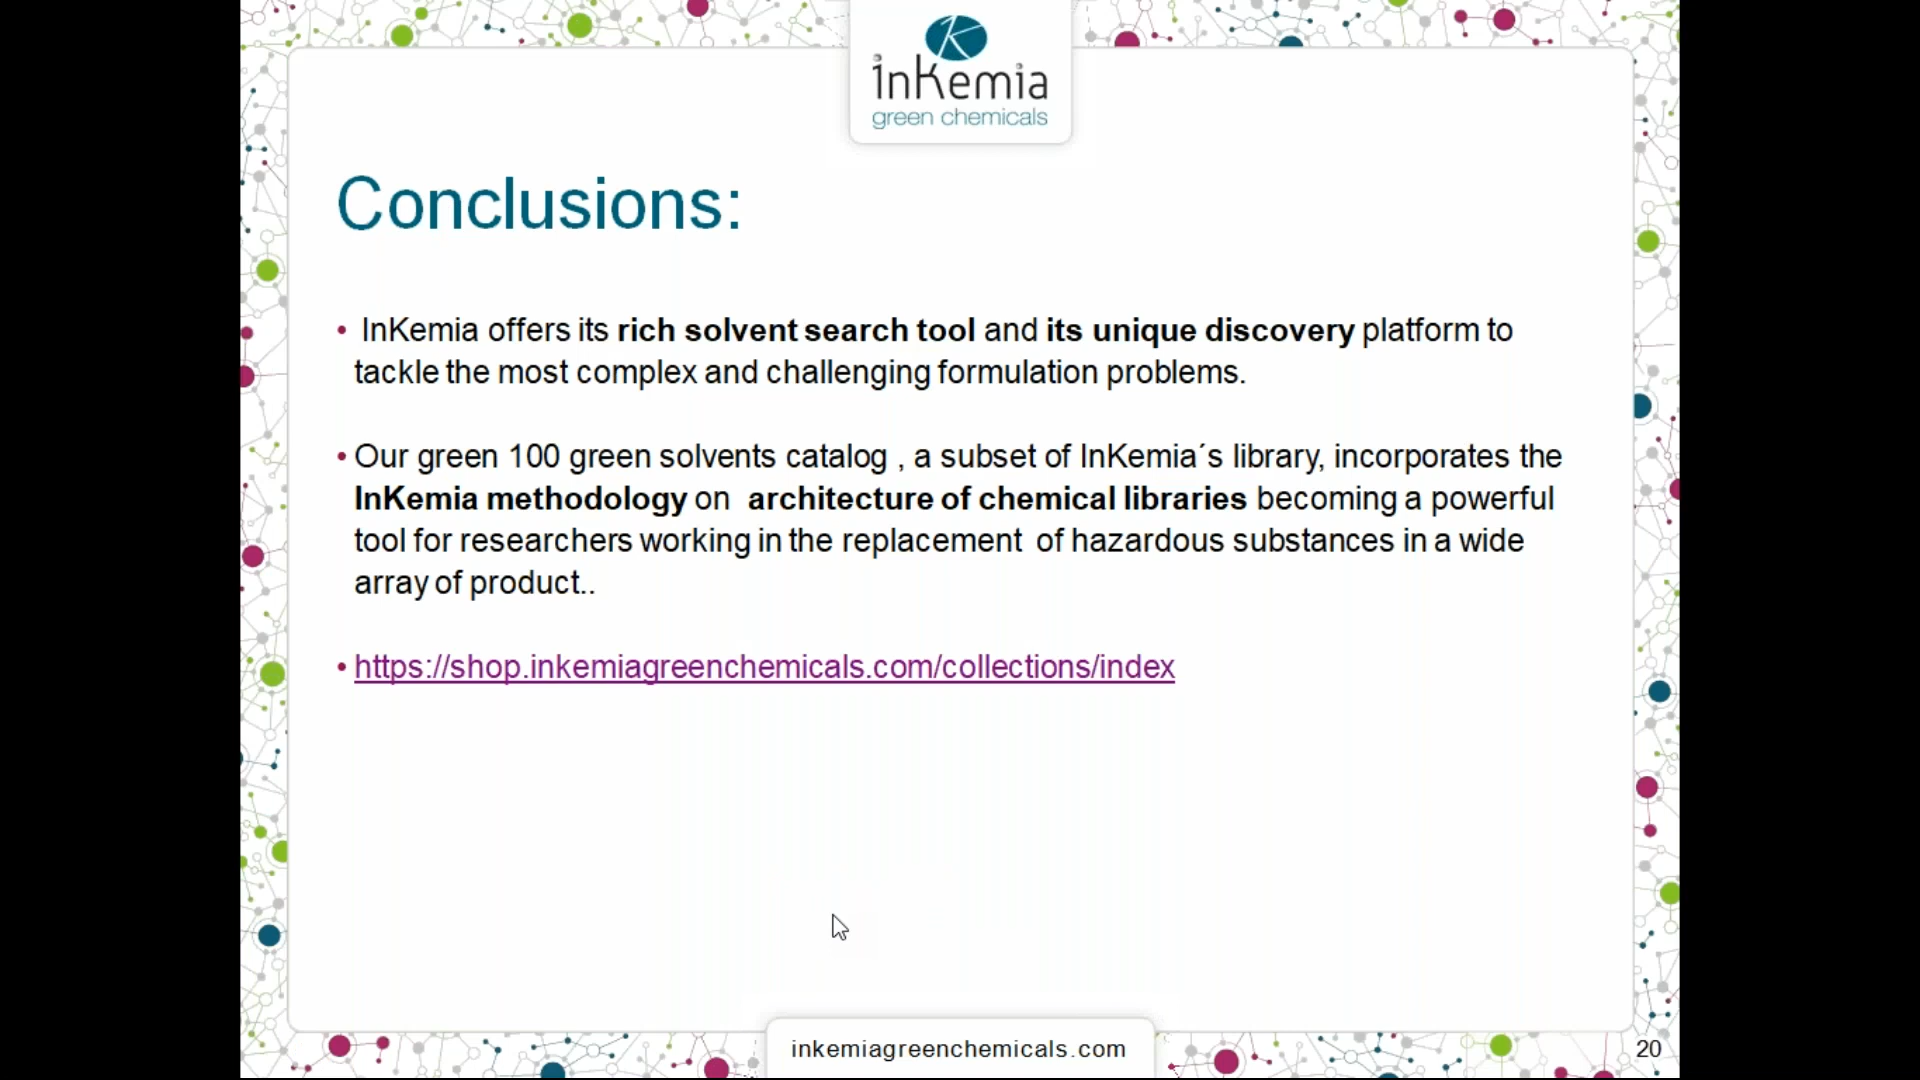 inKemia
green chemicals
Conclusions:
• InKemia offers its rich solvent search tool and its unique discovery platform to
tackle the most complex and challenging formulation problems.
• Our green 100 green solvents catalog , a subset of InKemia´s library, incorporates the
InKemia methodology on architecture of chemical libraries becoming a powerful
tool for researchers working in the replacement of hazardous substances in a wide
array of product..
• https://shop.inkemiagreenchemicals.com/collections/index
inkemiagreenchemicals.com
20